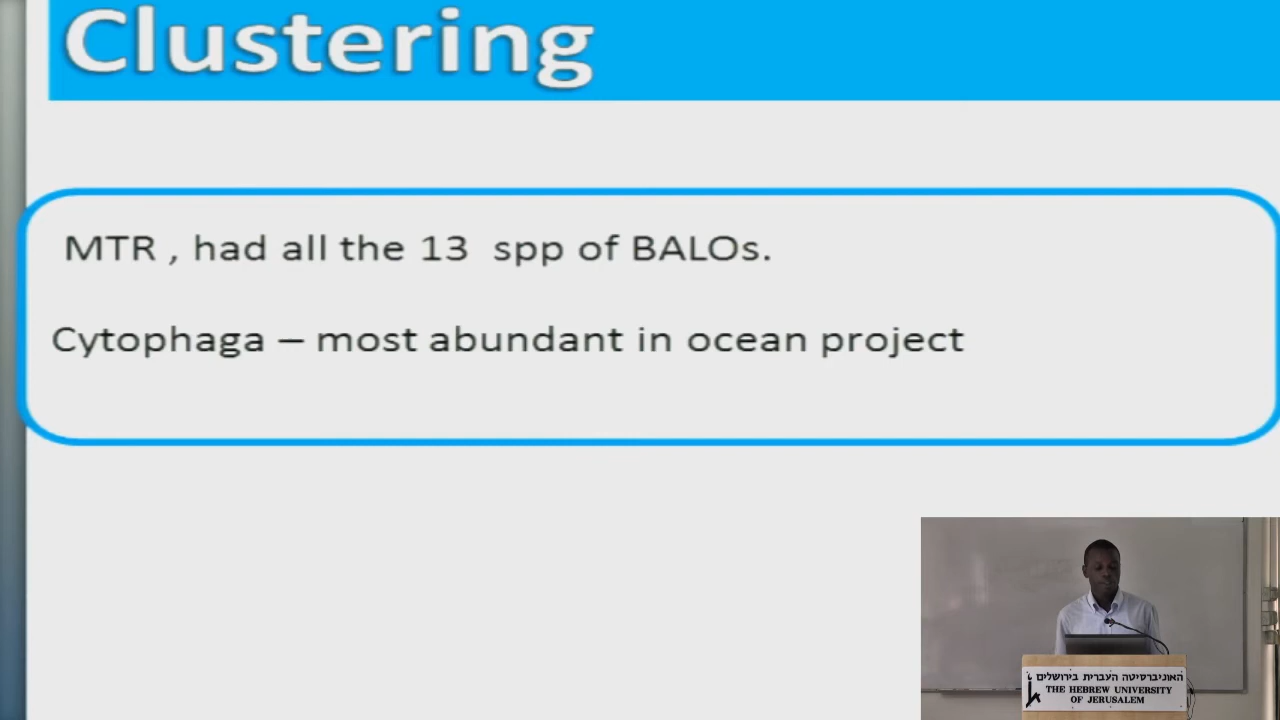 Clustering
MTR , had all the 13 spp of BALOs.
Cytophaga – most abundant in ocean project
האוניברסיטה העברית בירושלים
THE HEBREW UNIVERSITY
OF JERUSALEM